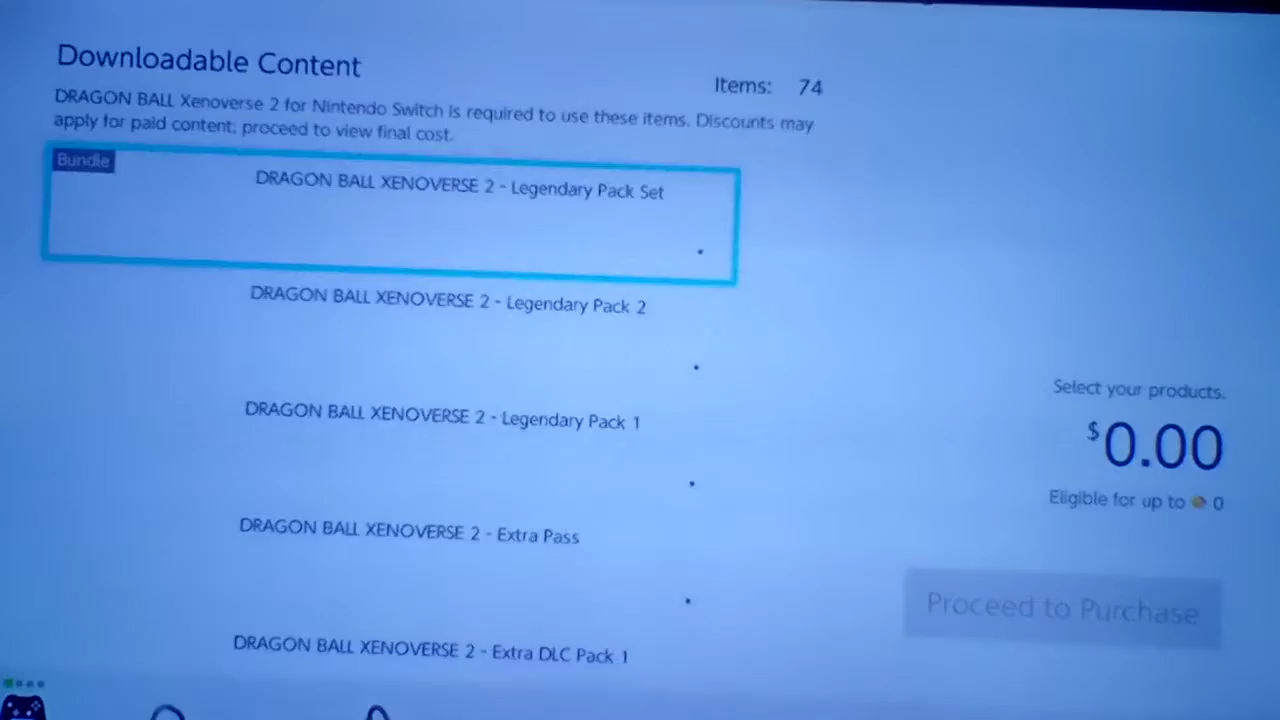 Downloadable Content
Items: 74
DRAGON BALL Xenoverse 2 for Nintendo Switch is required to use these items. Discounts may
apply for paid content; proceed to view final cost.
Bundle
DRAGON BALL XENOVERSE 2 - Legendary Pack Set
DRAGON BALL XENOVERSE 2 - Legendary Pack 2
DRAGON BALL XENOVERSE 2 - Legendary Pack 1
Select your products.
$0.00
Eligible for up to 0
DRAGON BALL XENOVERSE 2 - Extra Pass
Proceed to Purchase
DRAGON BALL XENOVERSE 2 - Extra DLC Pack 1